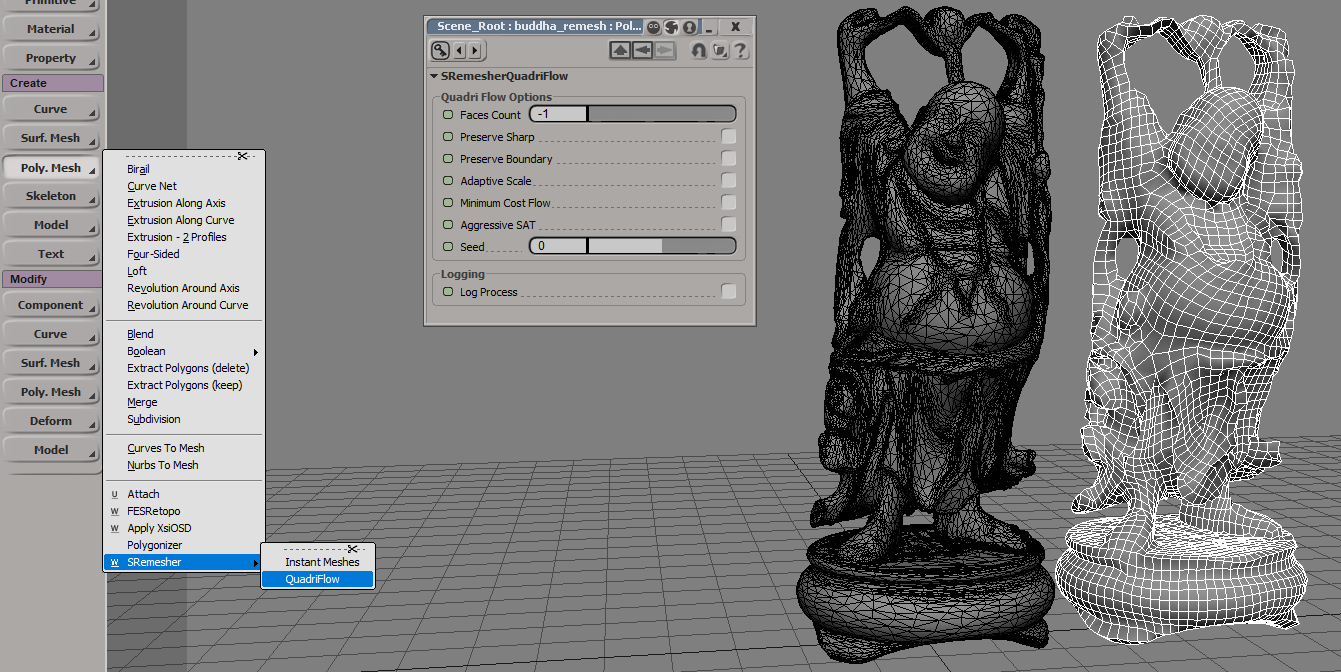 Primitive
Material
Property
Create
Curve
Surf. Mesh
Poly. Mesh
Skeleton
Model
Text
Modify
Component
Curve
Surf. Mesh
Poly. Mesh
Deform
Model
Birail
Curve Net
Extrusion Along Axis
Extrusion Along Curve
Extrusion - 2 Profiles
Four-Sided
Loft
Revolution Around Axis
Revolution Around Curve
Blend
Boolean
Extract Polygons (delete)
Extract Polygons (keep)
Merge
Subdivision
Curves To Mesh
Nurbs To Mesh
U Attach
W FESRetopo
W Apply XsiOSD
Polygonizer
W SRemesher
Instant Meshes
QuadriFlow
Scene_Root : buddha_remesh : Pol...
SRemesherQuadriFlow
Quadri Flow Options
Faces Count -1
Preserve Sharp
Preserve Boundary
Adaptive Scale
Minimum Cost Flow
Aggressive SAT
Seed 0
Logging
Log Process